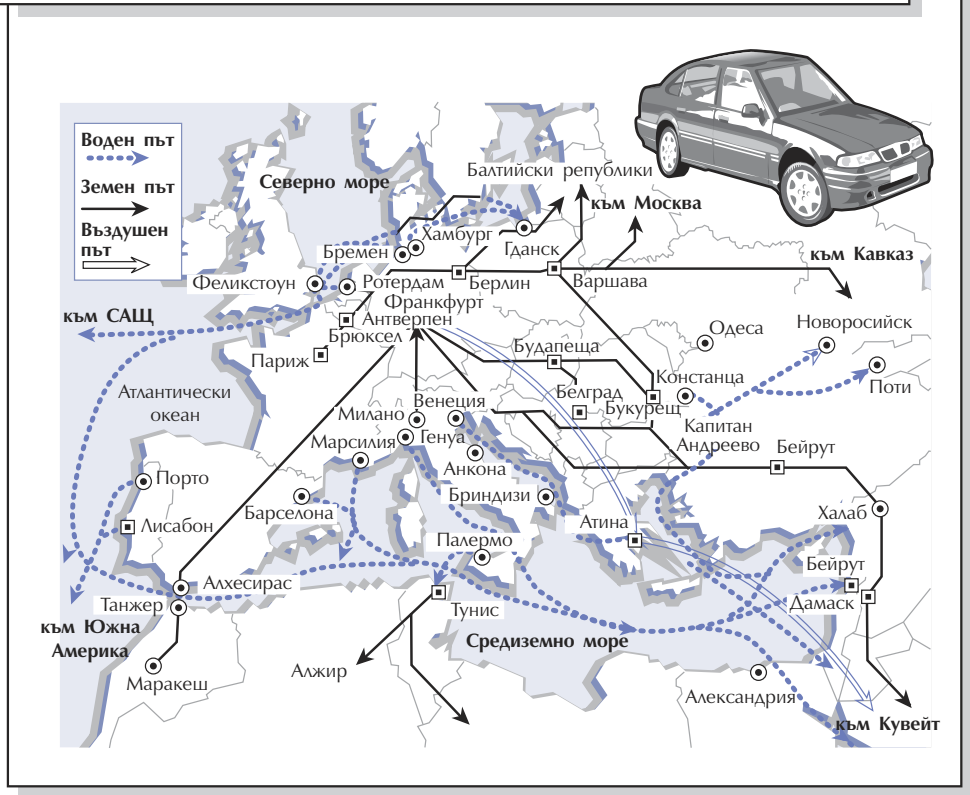 Воден път
Земен път
Въздушен
път
Северно море
Балтийски републики
към Москва
към Кавказ
Хамбург
Бремен
Гданск
Феликстоун
Ротердам
Берлин
Варшава
Франкфурт
Антверпен
към САЩ
Брюксел
Париж
Будапеща
Одеса
Новоросийск
Поти
Атлантически
океан
Милано
Венеция
Белград
Букурещ
Констанца
Марсилия
Генуа
Капитан
Андреево
Бейрут
Анкона
Порто
Барселона
Бриндизи
Халаб
Лисабон
Атина
Палермо
Бейрут
Алхесирас
Танжер
Тунис
Дамаск
към Южна
Америка
Средиземно море
Маракеш
Алжир
Александрия
към Кувейт